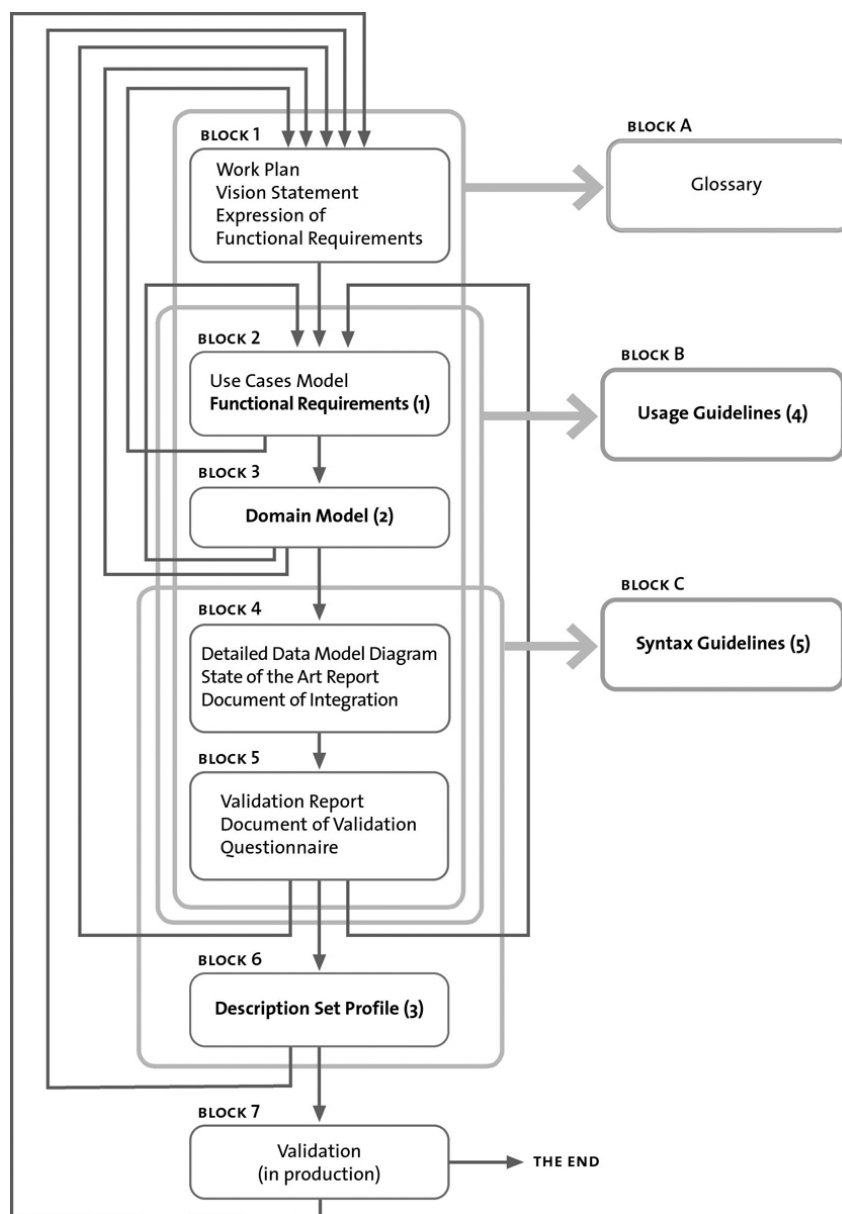 BLOCK 1
Work Plan
Vision Statement
Expression of
Functional Requirements
BLOCK A
Glossary
BLOCK 2
Use Cases Model
Functional Requirements (1)
BLOCK B
Usage Guidelines (4)
BLOCK 3
Domain Model (2)
BLOCK 4
Detailed Data Model Diagram
State of the Art Report
Document of Integration
BLOCK C
Syntax Guidelines (5)
BLOCK 5
Validation Report
Document of Validation
Questionnaire
BLOCK 6
Description Set Profile (3)
BLOCK 7
Validation
(in production)
THE END